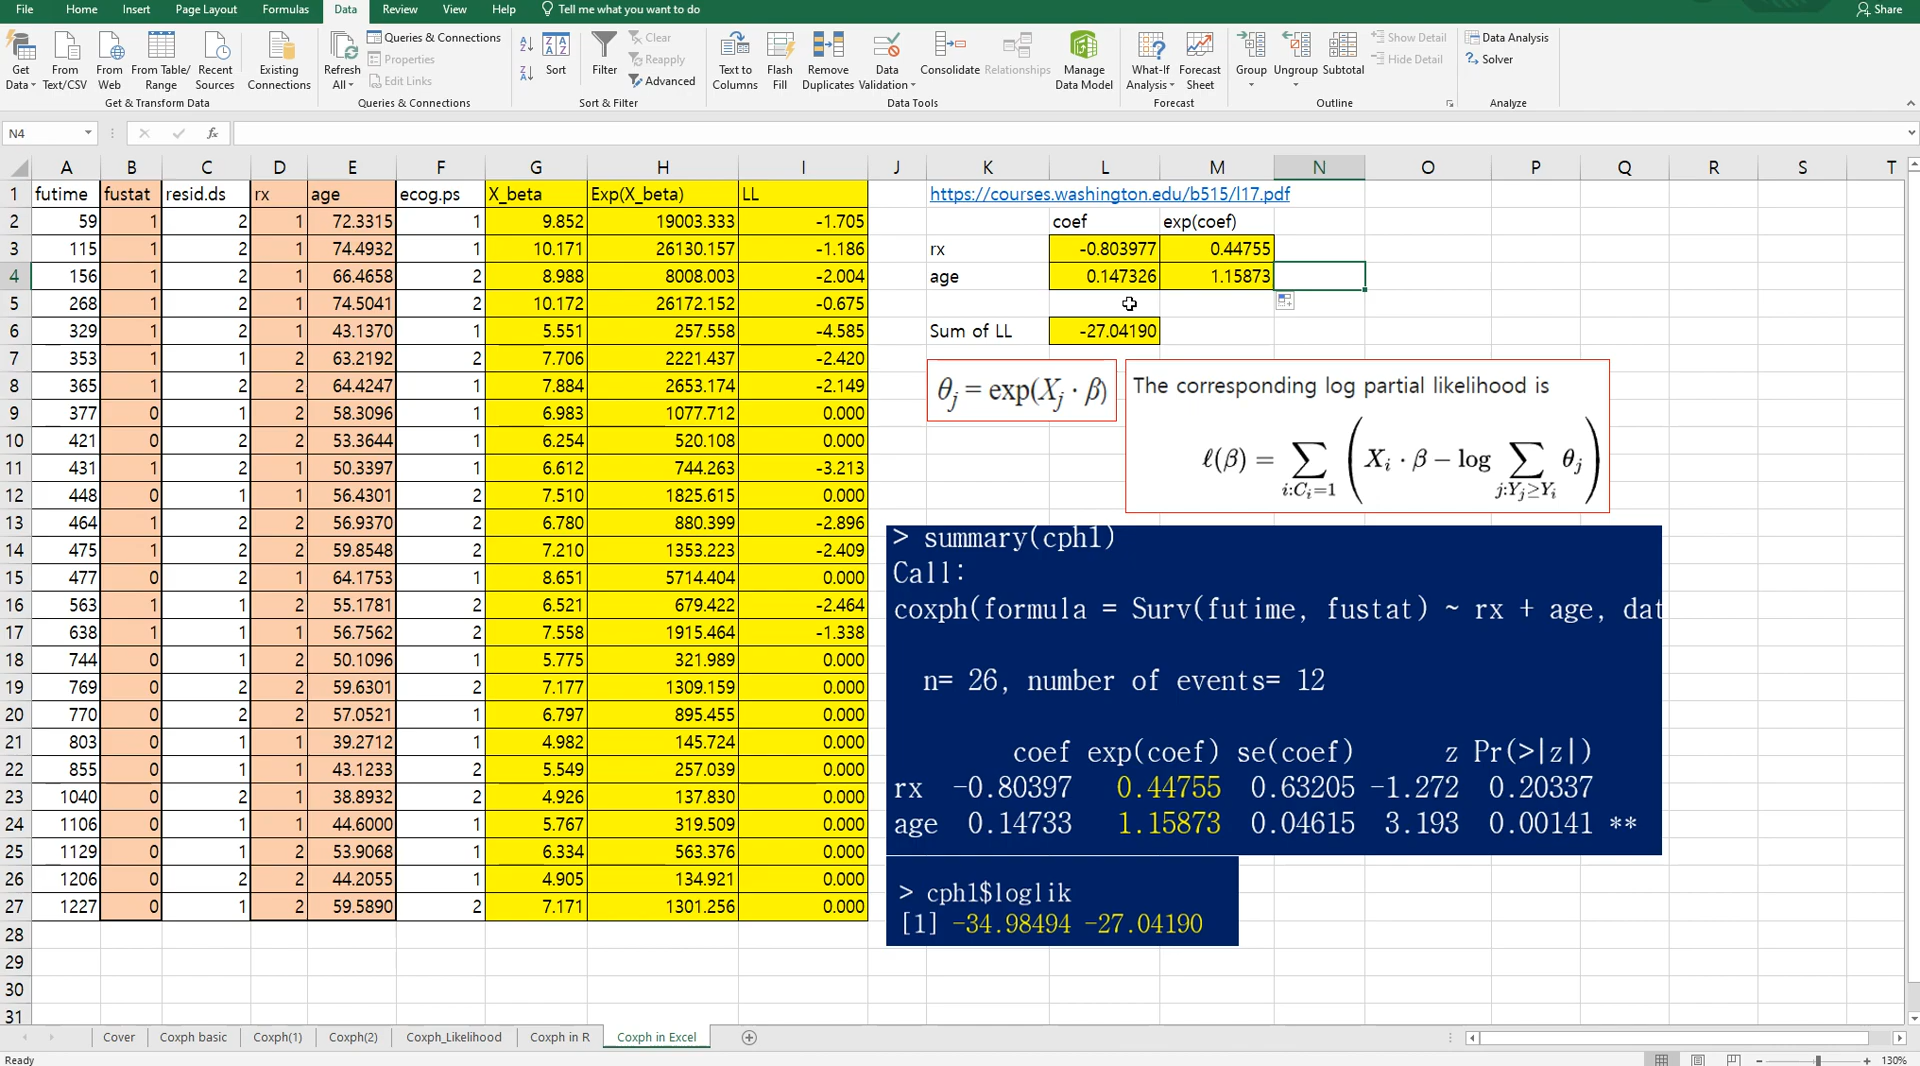 File Home Insert Page Layout Formulas Data Review View Help Tell me what you want to do Share
Get Data From Text/CSV From Web From Table/ Range Recent Sources Existing Connections Refresh All Queries & Connections Properties Edit Links Sort Filter Clear Reapply Advanced Text to Columns Flash Fill Remove Duplicates Data Validation Consolidate Relationships Manage Data Model What-If Analysis Forecast Sheet Group Ungroup Subtotal Show Detail Hide Detail Data Analysis Solver
Get & Transform Data Queries & Connections Sort & Filter Data Tools Forecast Outline Analyze
N4 fx
A B C D E F G H I J K L M N O P Q R S T
1 futime fustat resid.ds rx age ecog.ps X_beta Exp(X_beta) LL https://courses.washington.edu/b515/l17.pdf
2 59 1 2 1 72.3315 1 9.852 19003.333 -1.705 coef exp(coef)
3 115 1 2 1 74.4932 1 10.171 26130.157 -1.186 rx -0.803977 0.44755
4 156 1 2 1 66.4658 2 8.988 8008.003 -2.004 age 0.147326 1.15873
5 268 1 2 1 74.5041 2 10.172 26172.152 -0.675
6 329 1 2 1 43.1370 1 5.551 257.558 -4.585 Sum of LL -27.04190
7 353 1 1 2 63.2192 2 7.706 2221.437 -2.420
8 365 1 2 2 64.4247 1 7.884 2653.174 -2.149
9 377 0 1 2 58.3096 1 6.983 1077.712 0.000
10 421 0 2 2 53.3644 1 6.254 520.108 0.000
11 431 1 2 1 50.3397 1 6.612 744.263 -3.213
12 448 0 1 1 56.4301 2 7.510 1825.615 0.000
13 464 1 2 2 56.9370 2 6.780 880.399 -2.896
14 475 1 2 2 59.8548 2 7.210 1353.223 -2.409
15 477 0 2 1 64.1753 1 8.651 5714.404 0.000
16 563 1 1 2 55.1781 2 6.521 679.422 -2.464
17 638 1 1 1 56.7562 2 7.558 1915.464 -1.338
18 744 0 1 2 50.1096 1 5.775 321.989 0.000
19 769 0 2 2 59.6301 2 7.177 1309.159 0.000
20 770 0 2 2 57.0521 1 6.797 895.455 0.000
21 803 0 1 1 39.2712 1 4.982 145.724 0.000
22 855 0 1 1 43.1233 2 5.549 257.039 0.000
23 1040 0 2 1 38.8932 2 4.926 137.830 0.000
24 1106 0 1 1 44.6000 1 5.767 319.509 0.000
25 1129 0 1 2 53.9068 1 6.334 563.376 0.000
26 1206 0 2 2 44.2055 1 4.905 134.921 0.000
27 1227 0 1 2 59.5890 2 7.171 1301.256 0.000
28
29
30
31
θj = exp(Xj · β)
The corresponding log partial likelihood is
ℓ(β) = ∑i:Ci=1 (Xi · β − log ∑j:Yj≥Yi θj)
> summary(cph1)
Call:
coxph(formula = Surv(futime, fustat) ~ rx + age, dat
n= 26, number of events= 12
coef exp(coef) se(coef) z Pr(>|z|)
rx -0.80397 0.44755 0.63205 -1.272 0.20337
age 0.14733 1.15873 0.04615 3.193 0.00141 **
> cph1$loglik
[1] -34.98494 -27.04190
Cover Coxph basic Coxph(1) Coxph(2) Coxph_Likelihood Coxph in R Coxph in Excel
Ready 130%